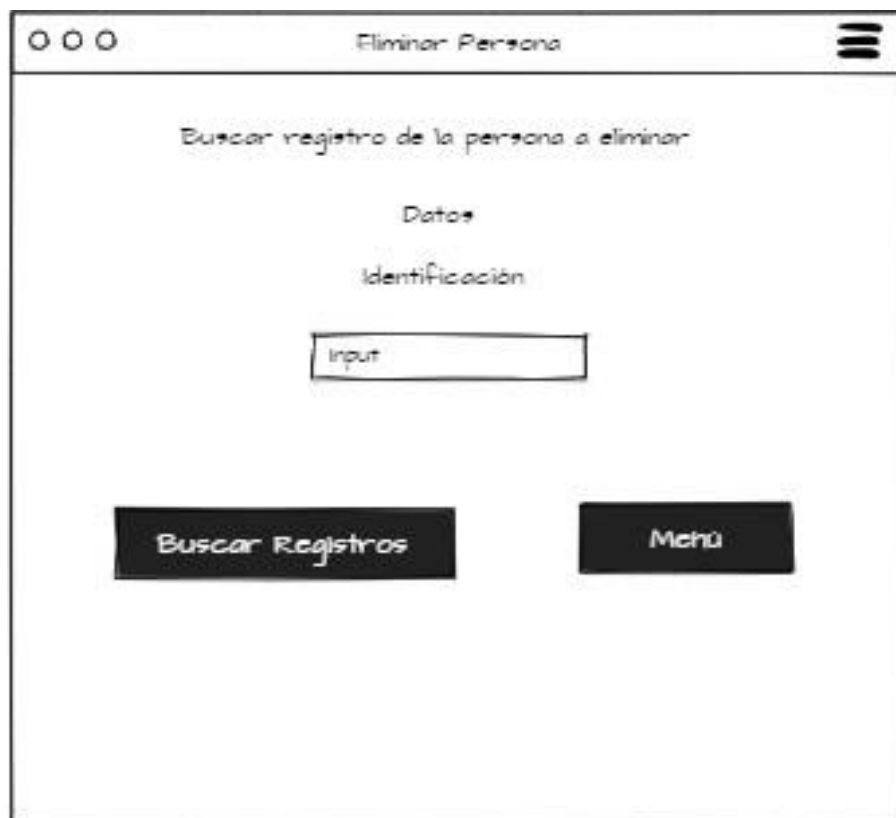 Eliminar Persona
Buscar registro de la persona a eliminar
Datos
Identificación
Input
Buscar Registros
Menú